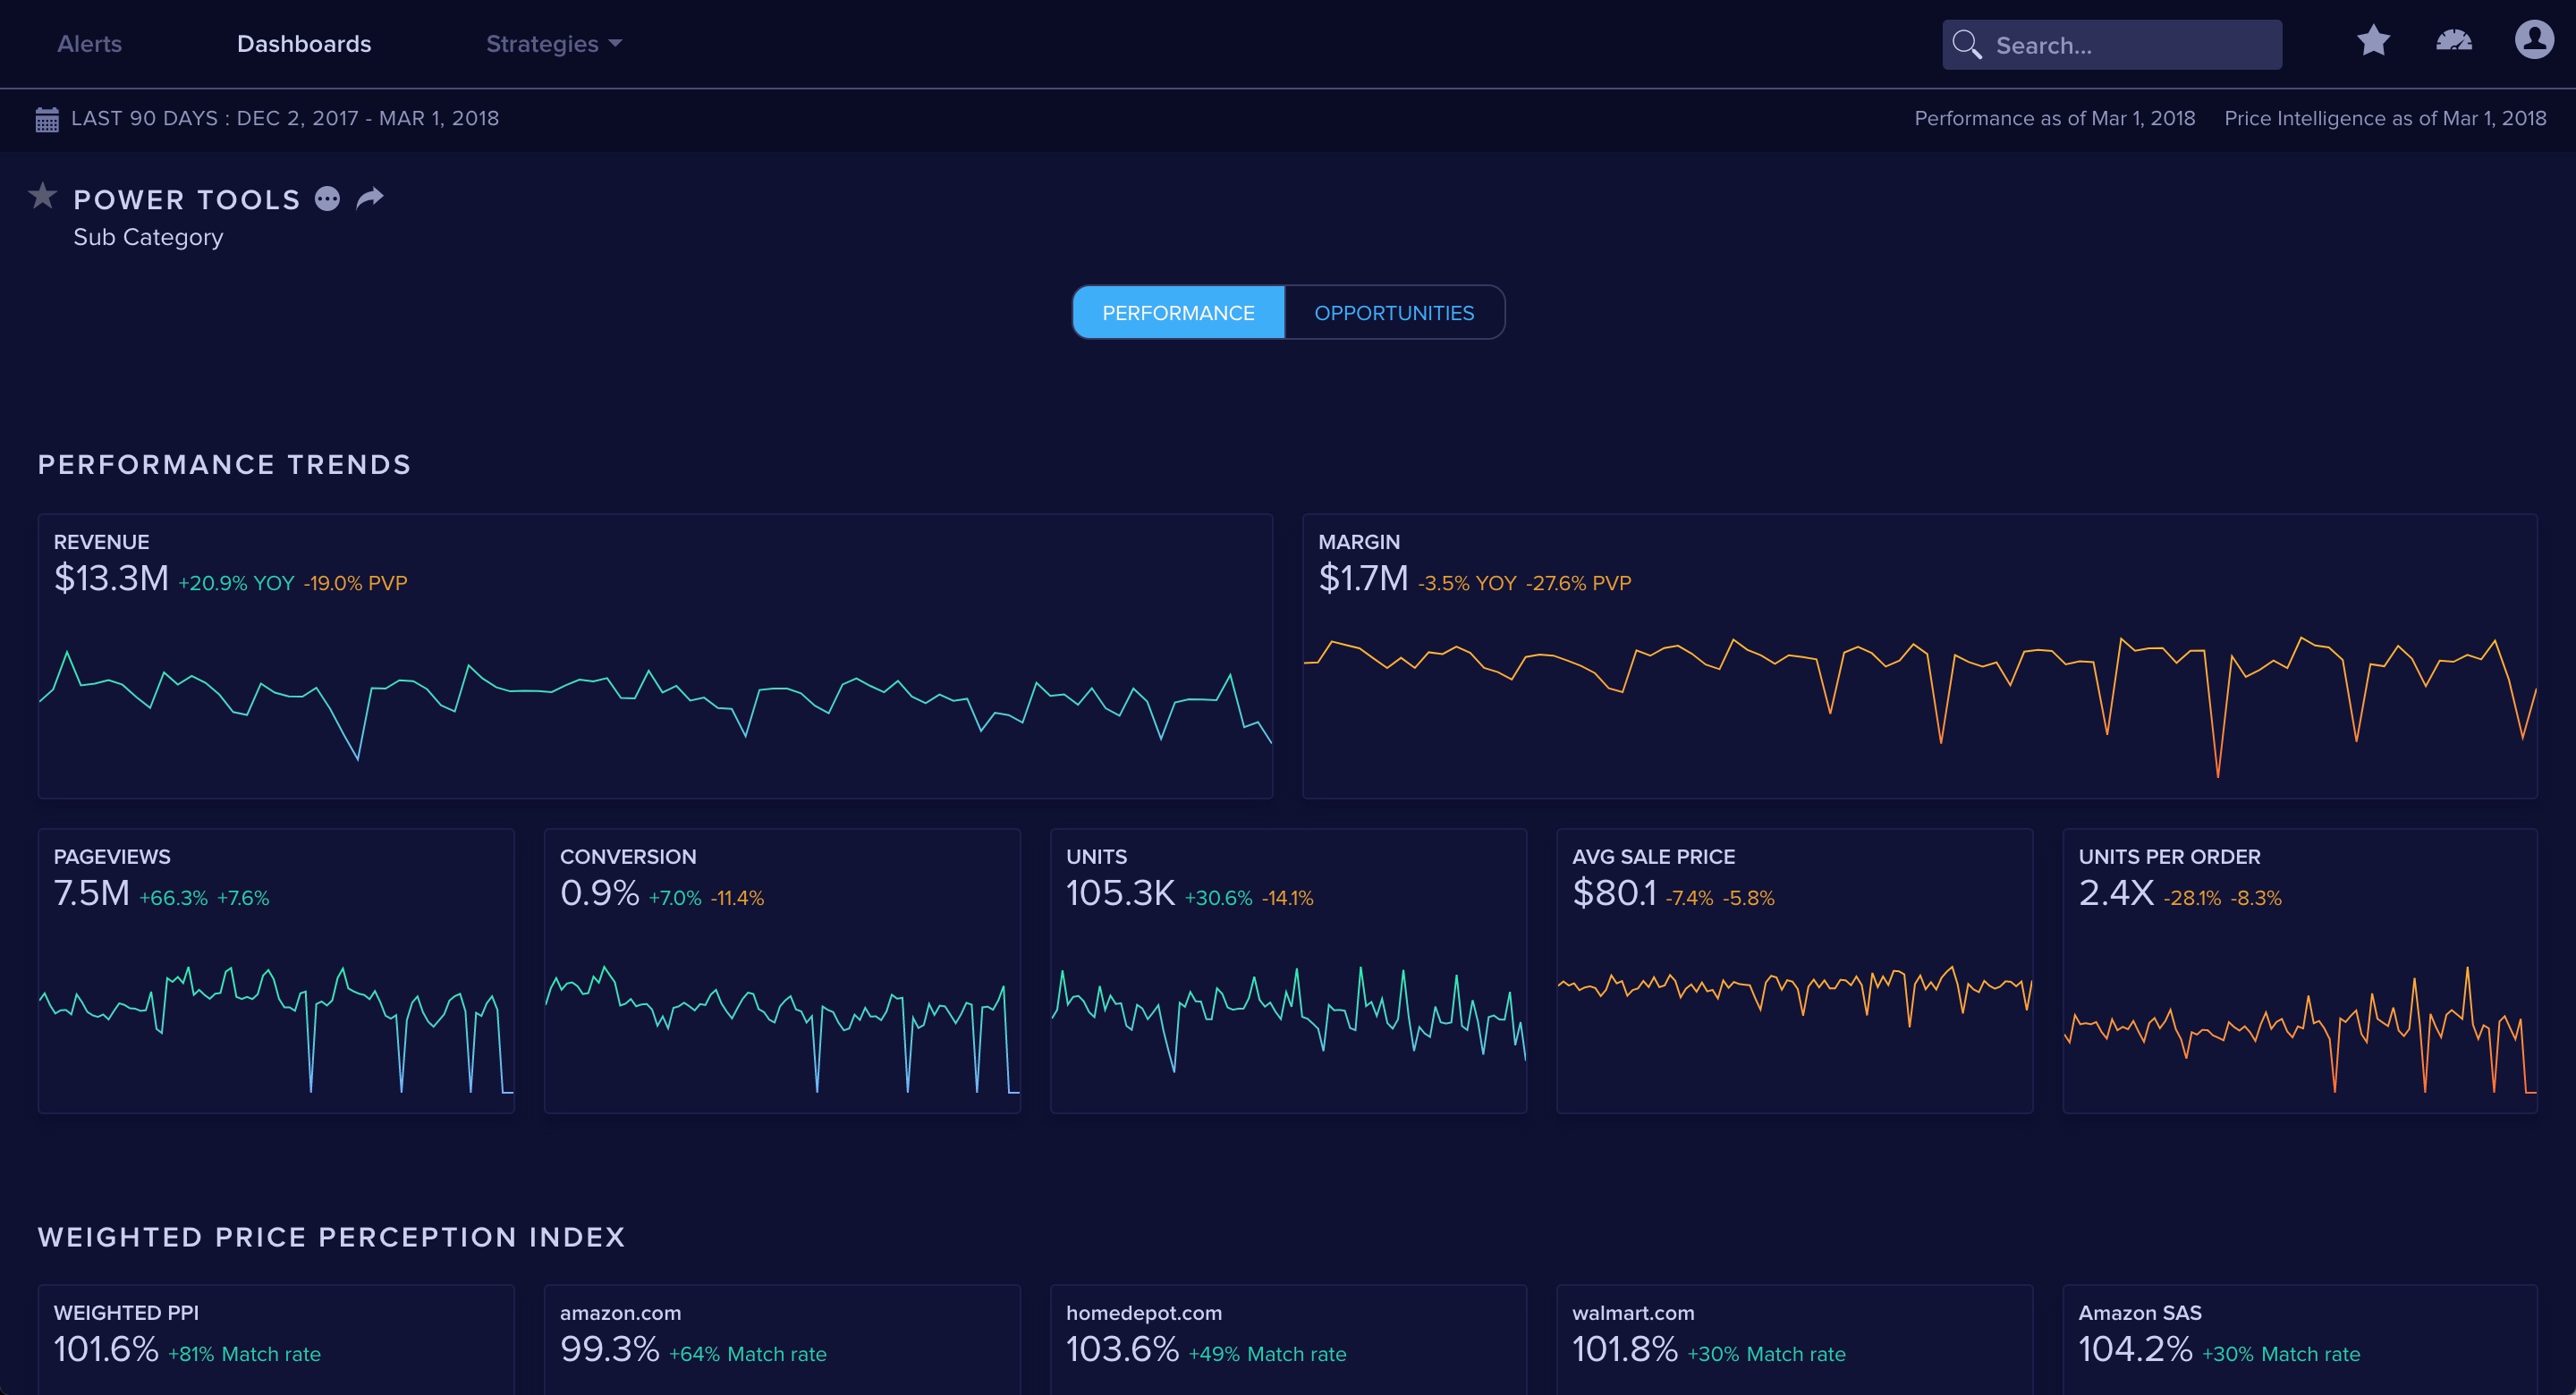 Alerts Dashboards Strategies Search...
LAST 90 DAYS : DEC 2, 2017 - MAR 1, 2018 Performance as of Mar 1, 2018 Price Intelligence as of Mar 1, 2018
POWER TOOLS
Sub Category
PERFORMANCE OPPORTUNITIES
PERFORMANCE TRENDS
REVENUE
$13.3M +20.9% YOY -19.0% PVP
MARGIN
$1.7M -3.5% YOY -27.6% PVP
PAGEVIEWS
7.5M +66.3% +7.6%
CONVERSION
0.9% +7.0% -11.4%
UNITS
105.3K +30.6% -14.1%
AVG SALE PRICE
$80.1 -7.4% -5.8%
UNITS PER ORDER
2.4X -28.1% -8.3%
WEIGHTED PRICE PERCEPTION INDEX
WEIGHTED PPI
101.6% +81% Match rate
amazon.com
99.3% +64% Match rate
homedepot.com
103.6% +49% Match rate
walmart.com
101.8% +30% Match rate
Amazon SAS
104.2% +30% Match rate